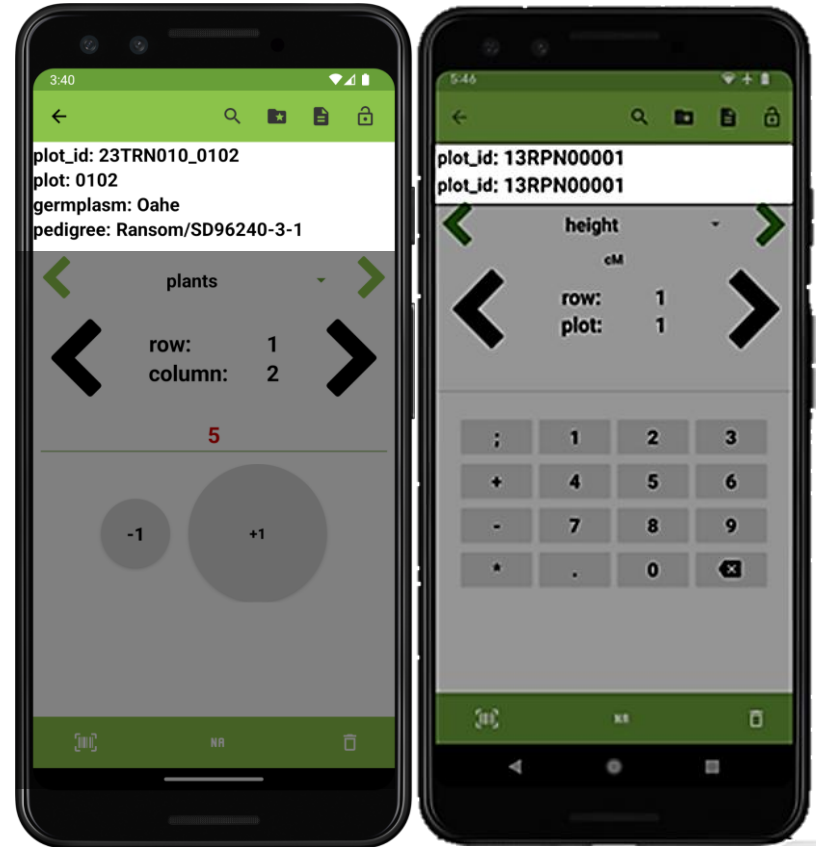 3:40
plot_id: 23TRN010_0102
plot: 0102
germplasm: Oahe
pedigree: Ransom/SD96240-3-1
plants
row: 1
column: 2
5
-1 +1
NA
5:46
plot_id: 13RPN00001
plot_id: 13RPN00001
height
cM
row: 1
plot: 1
; 1 2 3
+ 4 5 6
- 7 8 9
* . 0
NA